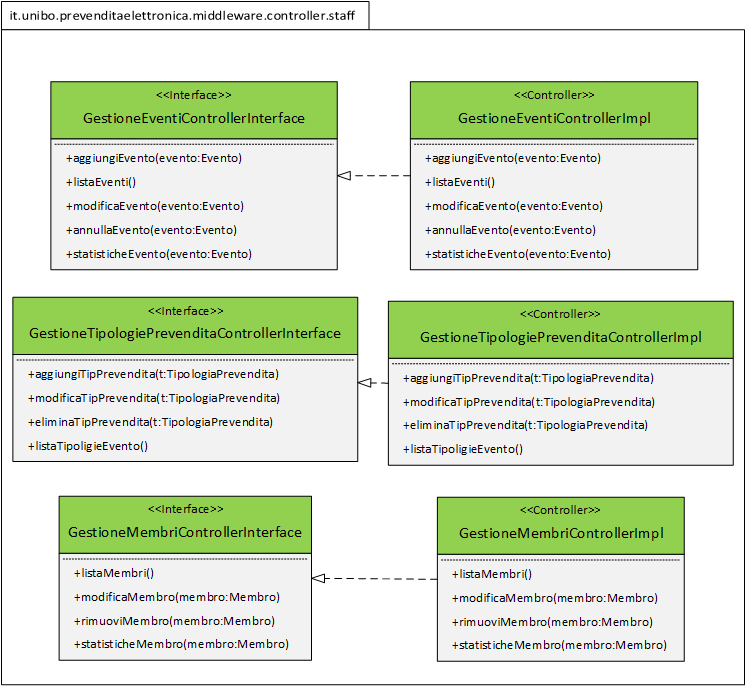 it.unibo.prevenditaelettronica.middleware.controller.staff
<<Interface>>
GestioneEventiControllerInterface
+aggiungiEvento(evento:Evento)
+listaEventi()
+modificaEvento(evento:Evento)
+annullaEvento(evento:Evento)
+statisticheEvento(evento:Evento)
<<Controller>>
GestioneEventiControllerImpl
+aggiungiEvento(evento:Evento)
+listaEventi()
+modificaEvento(evento:Evento)
+annullaEvento(evento:Evento)
+statisticheEvento(evento:Evento)
<<Interface>>
GestioneTipologiePrevenditaControllerInterface
+aggiungiTipPrevendita(t:TipologiaPrevendita)
+modificaTipPrevendita(t:TipologiaPrevendita)
+eliminaTipPrevendita(t:TipologiaPrevendita)
+listaTipoligieEvento()
<<Controller>>
GestioneTipologiePrevenditaControllerImpl
+aggiungiTipPrevendita(t:TipologiaPrevendita)
+modificaTipPrevendita(t:TipologiaPrevendita)
+eliminaTipPrevendita(t:TipologiaPrevendita)
+listaTipoligieEvento()
<<Interface>>
GestioneMembriControllerInterface
+listaMembri()
+modificaMembro(membro:Membro)
+rimuoviMembro(membro:Membro)
+statisticheMembro(membro:Membro)
<<Controller>>
GestioneMembriControllerImpl
+listaMembri()
+modificaMembro(membro:Membro)
+rimuoviMembro(membro:Membro)
+statisticheMembro(membro:Membro)